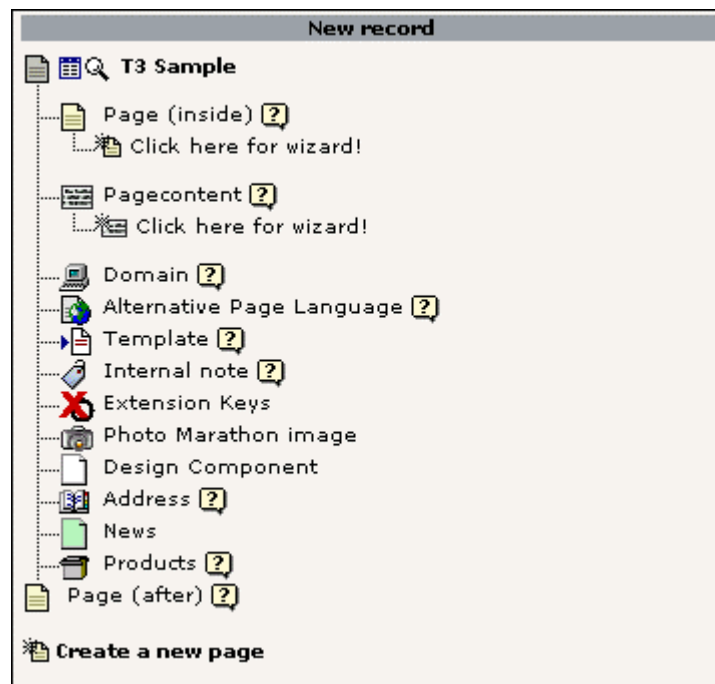 New record
T3 Sample
Page (inside) ?
Click here for wizard!
Pagecontent ?
Click here for wizard!
Domain ?
Alternative Page Language ?
Template ?
Internal note ?
Extension Keys
Photo Marathon image
Design Component
Address ?
News
Products ?
Page (after) ?
Create a new page